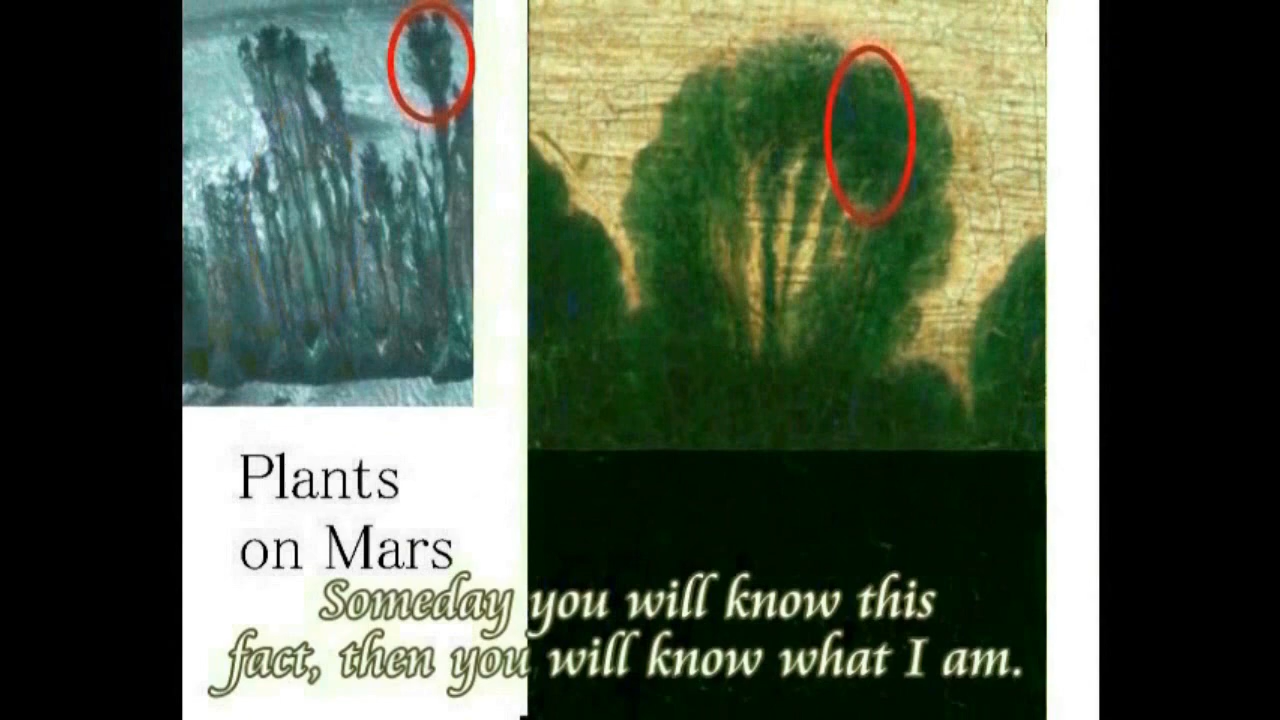 Plants
on Mars
Someday you will know this
fact, then you will know what I am.